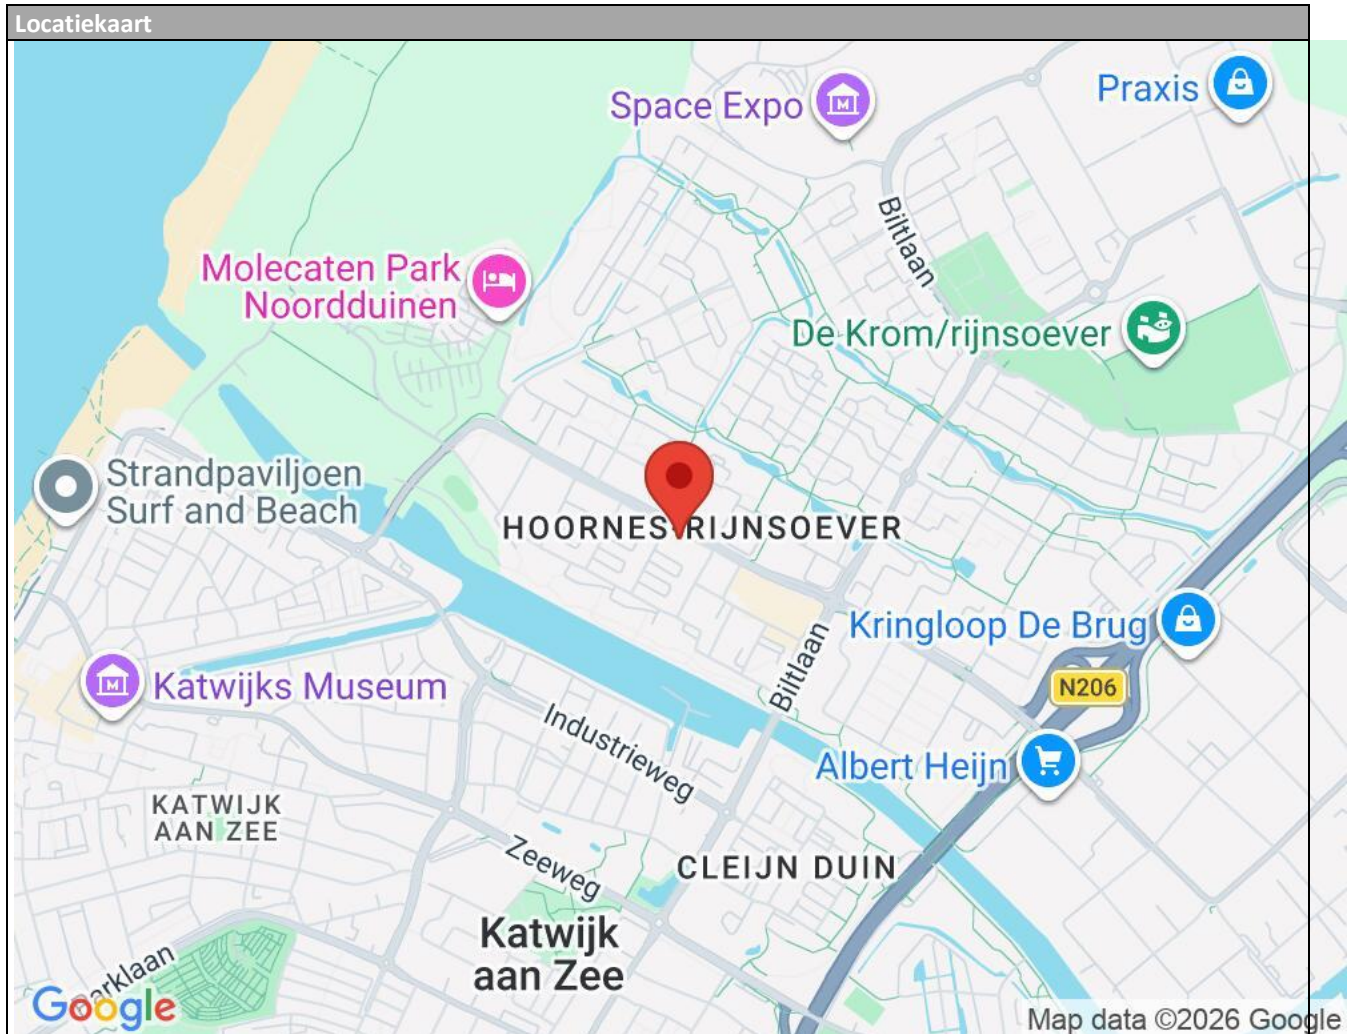 Locatiekaart
Space Expo
Praxis
Biltlaan
Molecaten Park
Noordduinen
De Krom/rijnsoever
Strandpaviljoen
Surf and Beach
HOORNES-RIJNSOEVER
Kringloop De Brug
Biltlaan
N206
Katwijks Museum
Industrieweg
Albert Heijn
KATWIJK
AAN ZEE
Zeeweg
CLEIJN DUIN
Katwijk
aan Zee
arklaan
Google
Map data ©2026 Google